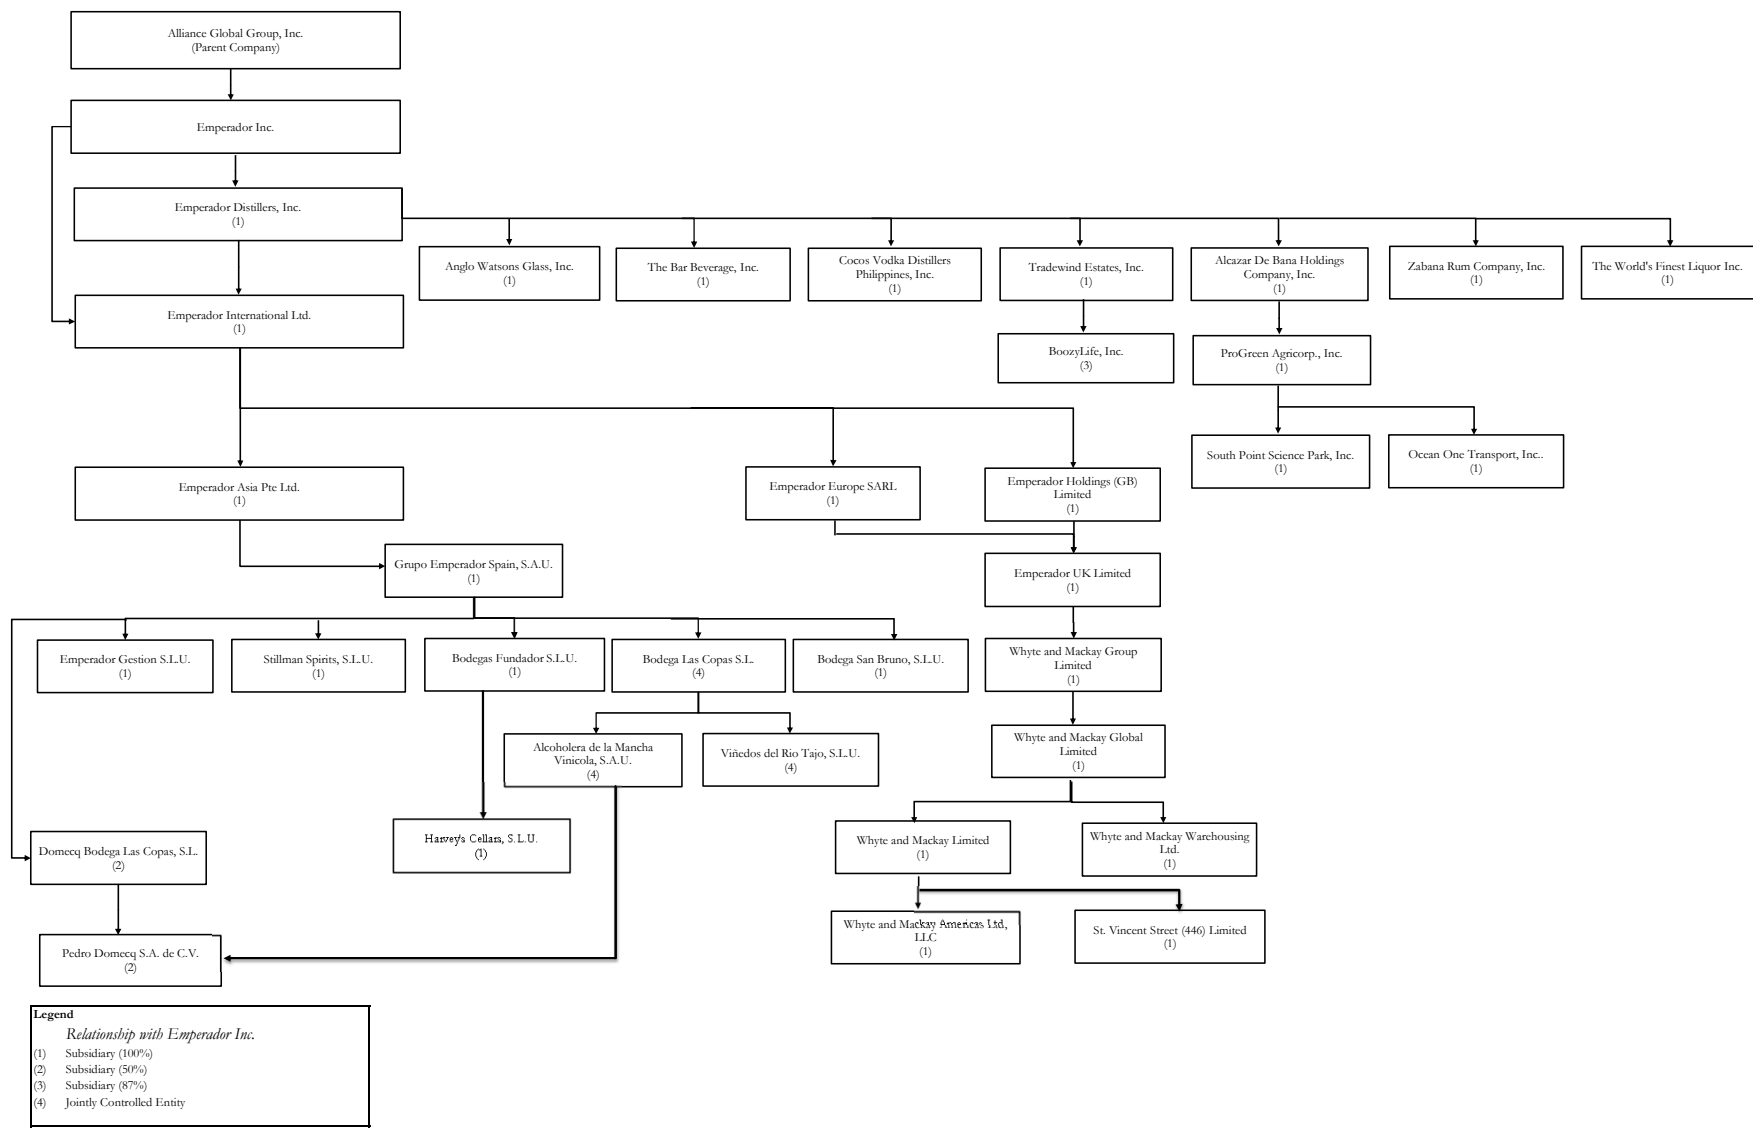 Alliance Global Group, Inc.
(Parent Company)
Emperador Inc.
Emperador Distillers, Inc.
(1)
Anglo Watsons Glass, Inc.
(1)
The Bar Beverage, Inc.
(1)
Cocos Vodka Distillers
Philippines, Inc.
(1)
Tradewind Estates, Inc.
(1)
Alcazar De Bana Holdings
Company, Inc.
(1)
Zabana Rum Company, Inc.
(1)
The World's Finest Liquor Inc.
(1)
Emperador International Ltd.
(1)
BoozyLife, Inc.
(3)
ProGreen Agricorp., Inc.
(1)
South Point Science Park, Inc.
(1)
Ocean One Transport, Inc..
(1)
Emperador Asia Pte Ltd.
(1)
Emperador Europe SARL
(1)
Emperador Holdings (GB)
Limited
(1)
Grupo Emperador Spain, S.A.U.
(1)
Emperador UK Limited
(1)
Emperador Gestion S.L.U.
(1)
Stillman Spirits, S.L.U.
(1)
Bodegas Fundador S.L.U.
(1)
Bodega Las Copas S.L.
(4)
Bodega San Bruno, S.L.U.
(1)
Whyte and Mackay Group
Limited
(1)
Alcoholera de la Mancha
Vinicola, S.A.U.
(4)
Viñedos del Rio Tajo, S.L.U.
(4)
Whyte and Mackay Global
Limited
(1)
Harvey's Cellars, S.L.U.
(1)
Whyte and Mackay Limited
(1)
Whyte and Mackay Warehousing
Ltd.
(1)
Domecq Bodega Las Copas, S.L.
(2)
Whyte and Mackay Americas Ltd,
LLC
(1)
St. Vincent Street (446) Limited
(1)
Pedro Domecq S.A. de C.V.
(2)
Legend
Relationship with Emperador Inc.
(1) Subsidiary (100%)
(2) Subsidiary (50%)
(3) Subsidiary (87%)
(4) Jointly Controlled Entity